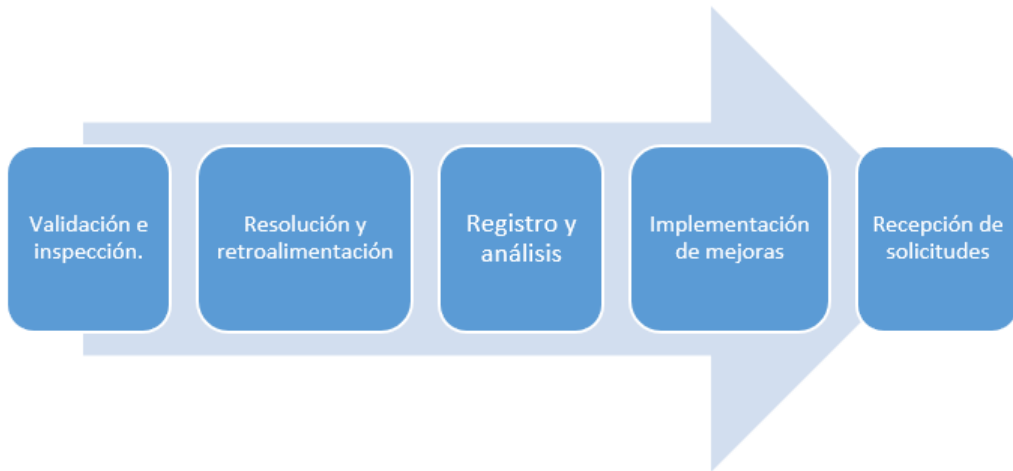 Validación e
inspección.
Resolución y
retroalimentación
Registro y
análisis
Implementación
de mejoras
Recepción de
solicitudes